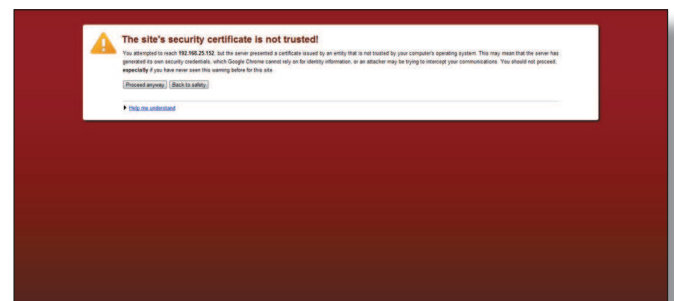 The site's security certificate is not trusted!
You attempted to reach 192.168.25.152, but the server presented a certificate issued by an entity that is not trusted by your computer's operating system. This may mean that the server has
generated its own security credentials, which Google Chrome cannot rely on for identity information, or an attacker may be trying to intercept your communications. You should not proceed,
especially if you have never seen this warning before for this site.
Proceed anyway Back to safety
Help me understand